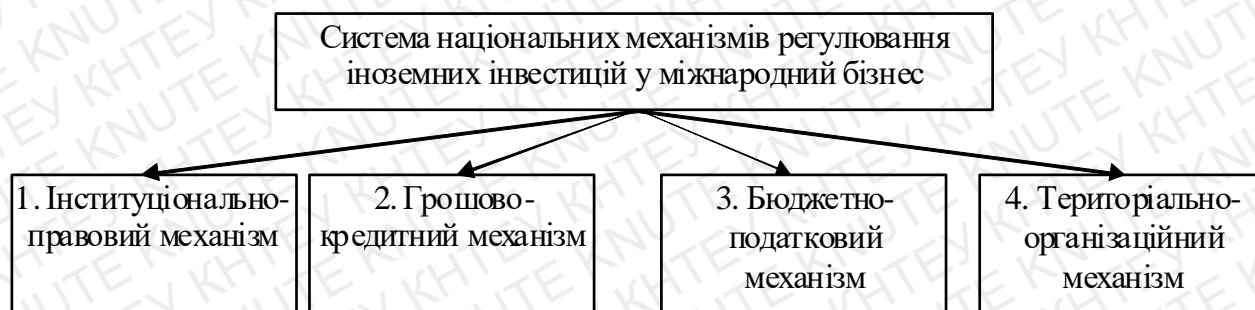 Система національних механізмів регулювання
іноземних інвестицій у міжнародний бізнес
1. Інституціонально-
правовий механізм
2. Грошово-
кредитний механізм
3. Бюджетно-
податковий
механізм
4. Територіально-
організаційний
механізм